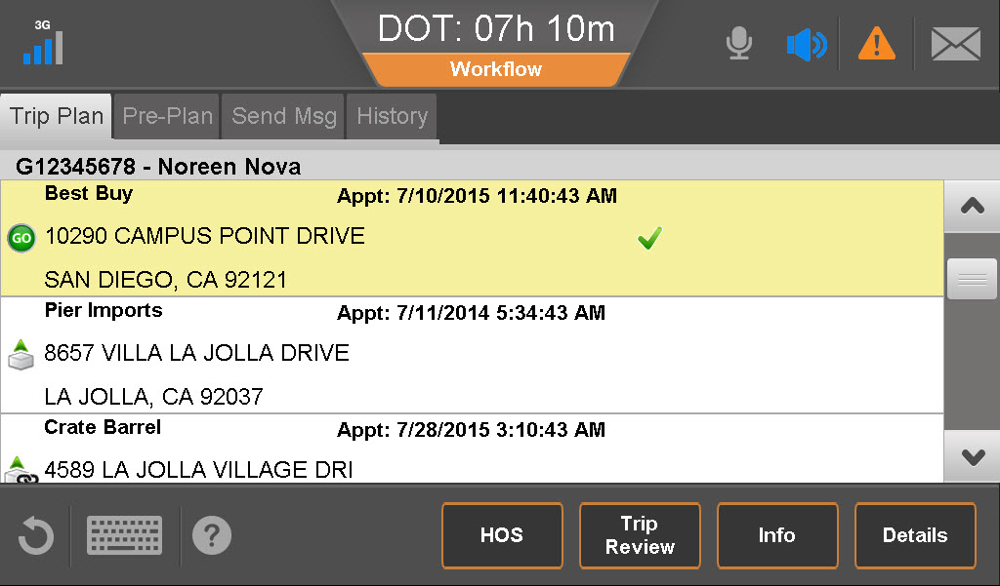 3G
DOT: 07h 10m
Workflow
Trip Plan
Pre-Plan
Send Msg
History
G12345678 - Noreen Nova
Best Buy
Appt: 7/10/2015 11:40:43 AM
GO
10290 CAMPUS POINT DRIVE
SAN DIEGO, CA 92121
Pier Imports
Appt: 7/11/2014 5:34:43 AM
8657 VILLA LA JOLLA DRIVE
LA JOLLA, CA 92037
Crate Barrel
Appt: 7/28/2015 3:10:43 AM
4589 LA JOLLA VILLAGE DRI
?
HOS
Trip
Review
Info
Details